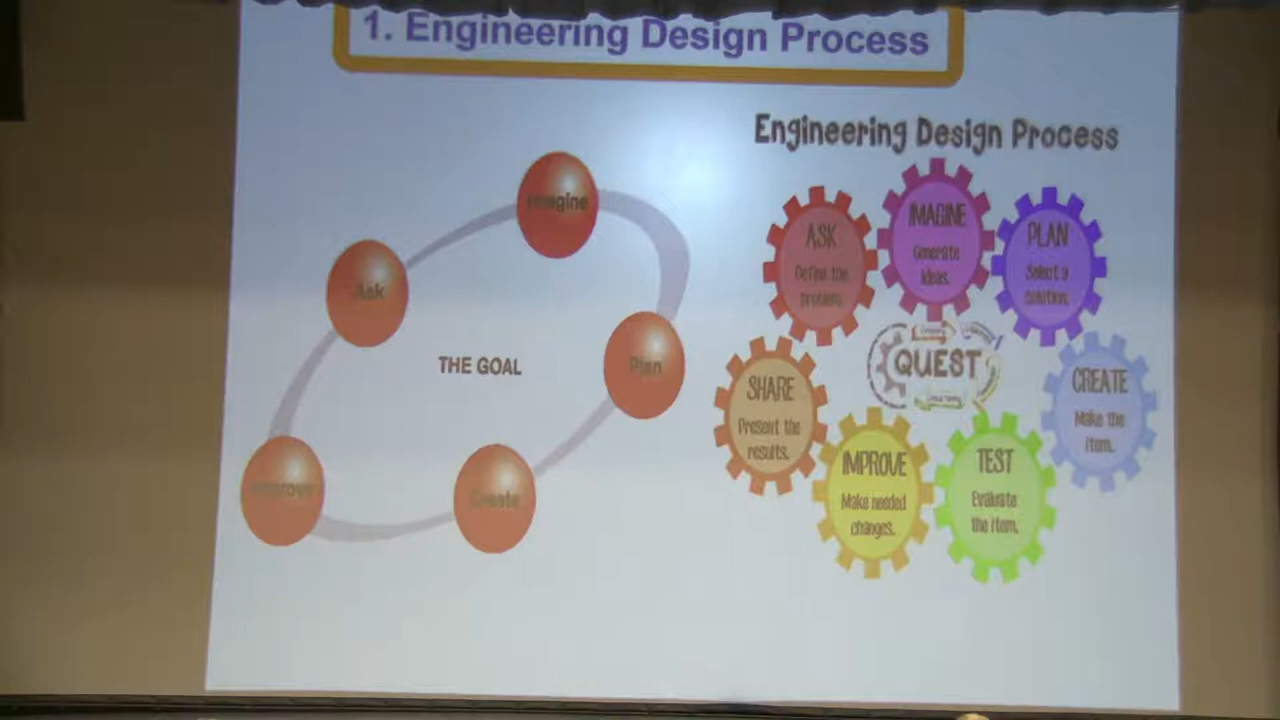 1. Engineering Design Process
Imagine
Ask
THE GOAL
Plan
Improve
Create
Engineering Design Process
ASK
Define the
problem.
IMAGINE
Generate
ideas.
PLAN
Select a
solution.
QUEST
CREATE
Make the
item.
SHARE
Present the
results.
IMPROVE
Make needed
changes.
TEST
Evaluate
the item.